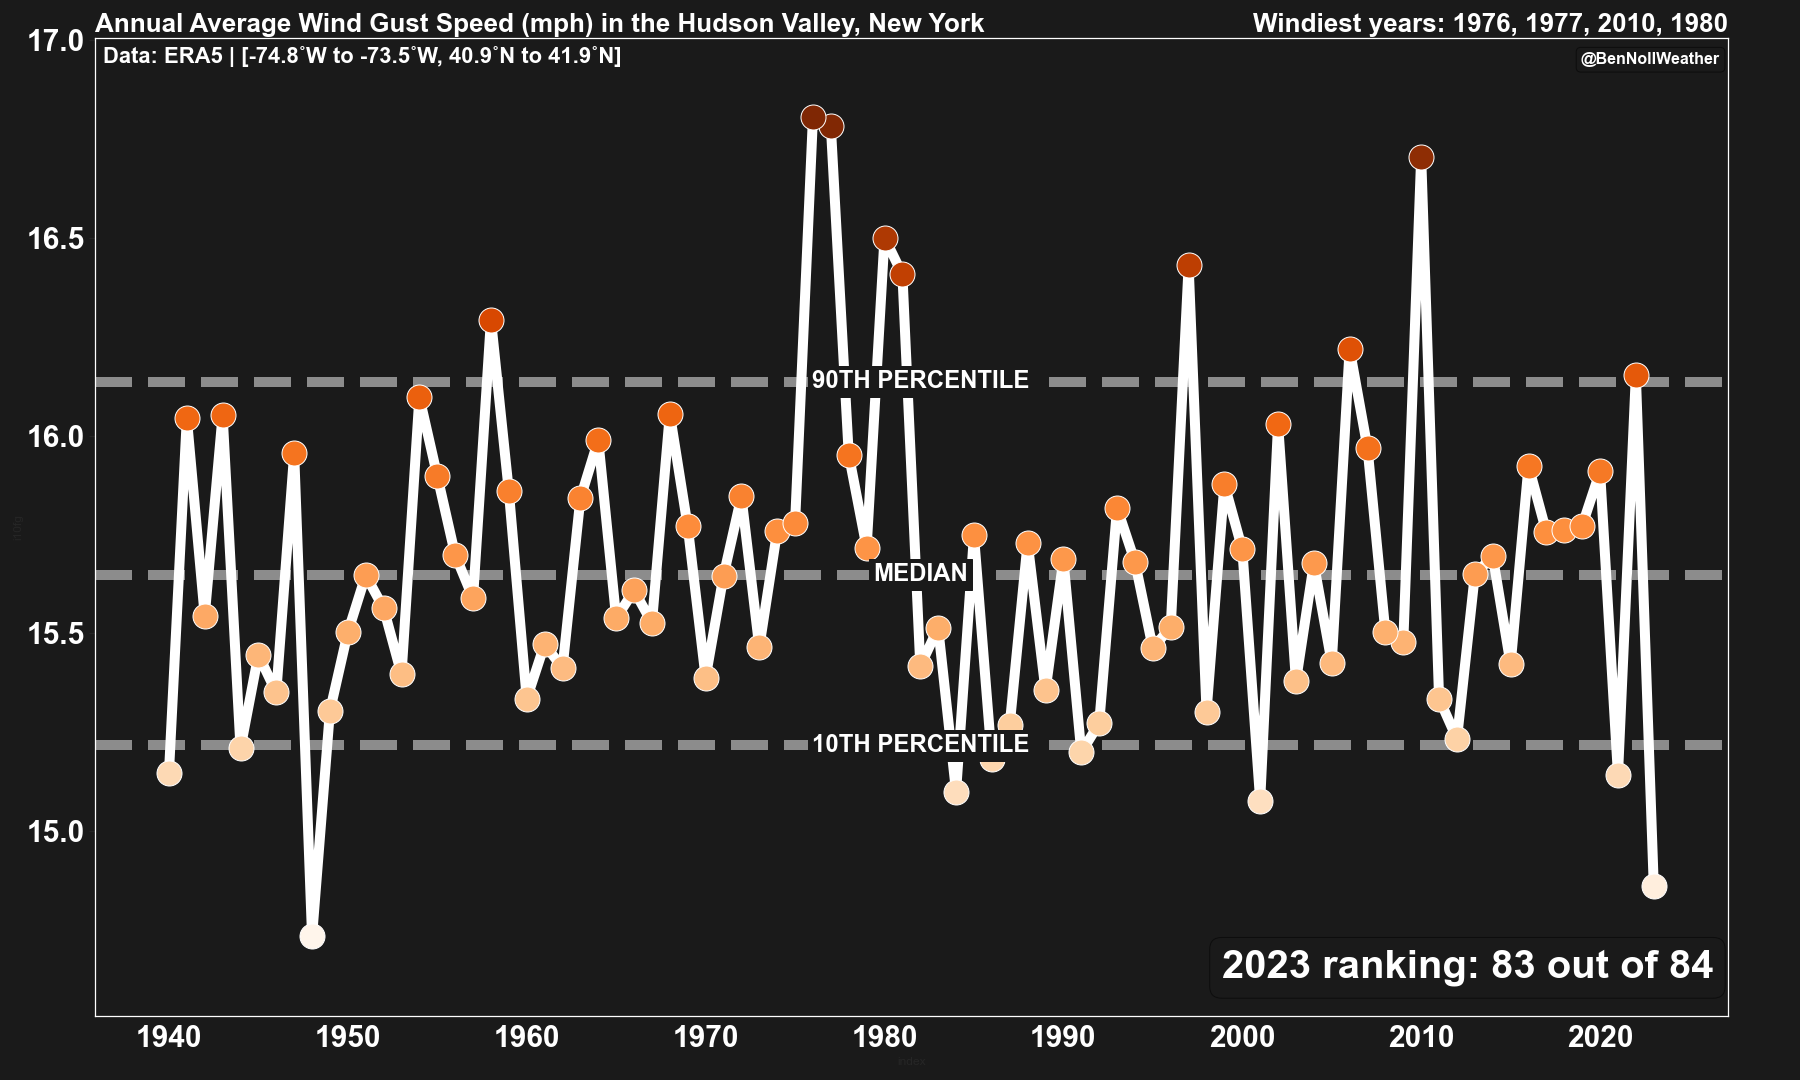 Annual Average Wind Gust Speed (mph) in the Hudson Valley, New York
Windiest years: 1976, 1977, 2010, 1980
Data: ERA5 | [-74.8°W to -73.5°W, 40.9°N to 41.9°N]
@BenNollWeather
17.0
16.5
16.0
15.5
15.0
90TH PERCENTILE
MEDIAN
10TH PERCENTILE
2023 ranking: 83 out of 84
1940 1950 1960 1970 1980 1990 2000 2010 2020
index